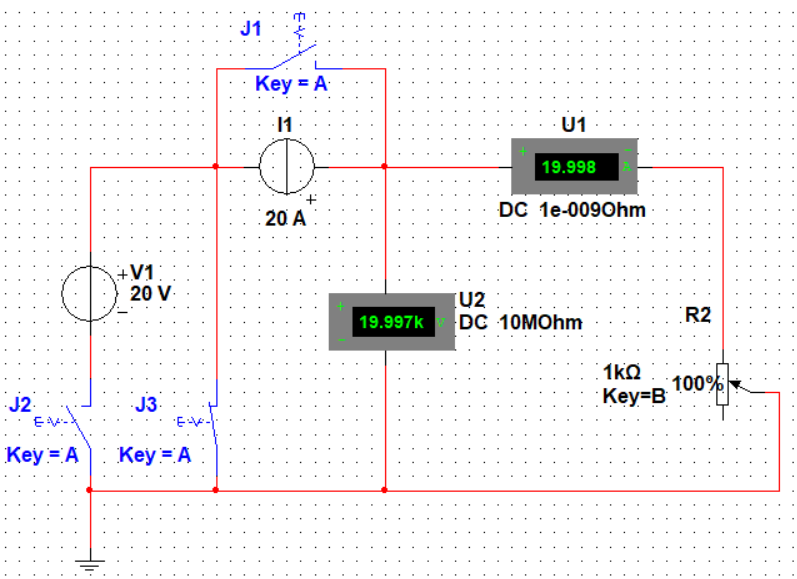 J1
Key = A
I1
20 A
U1
+
−
19.998
A
DC 1e-009Ohm
+
V1
20 V
−
+
19.997k
V
−
U2
DC 10MOhm
R2
1kΩ
100%
Key=B
J2
Key = A
J3
Key = A
+